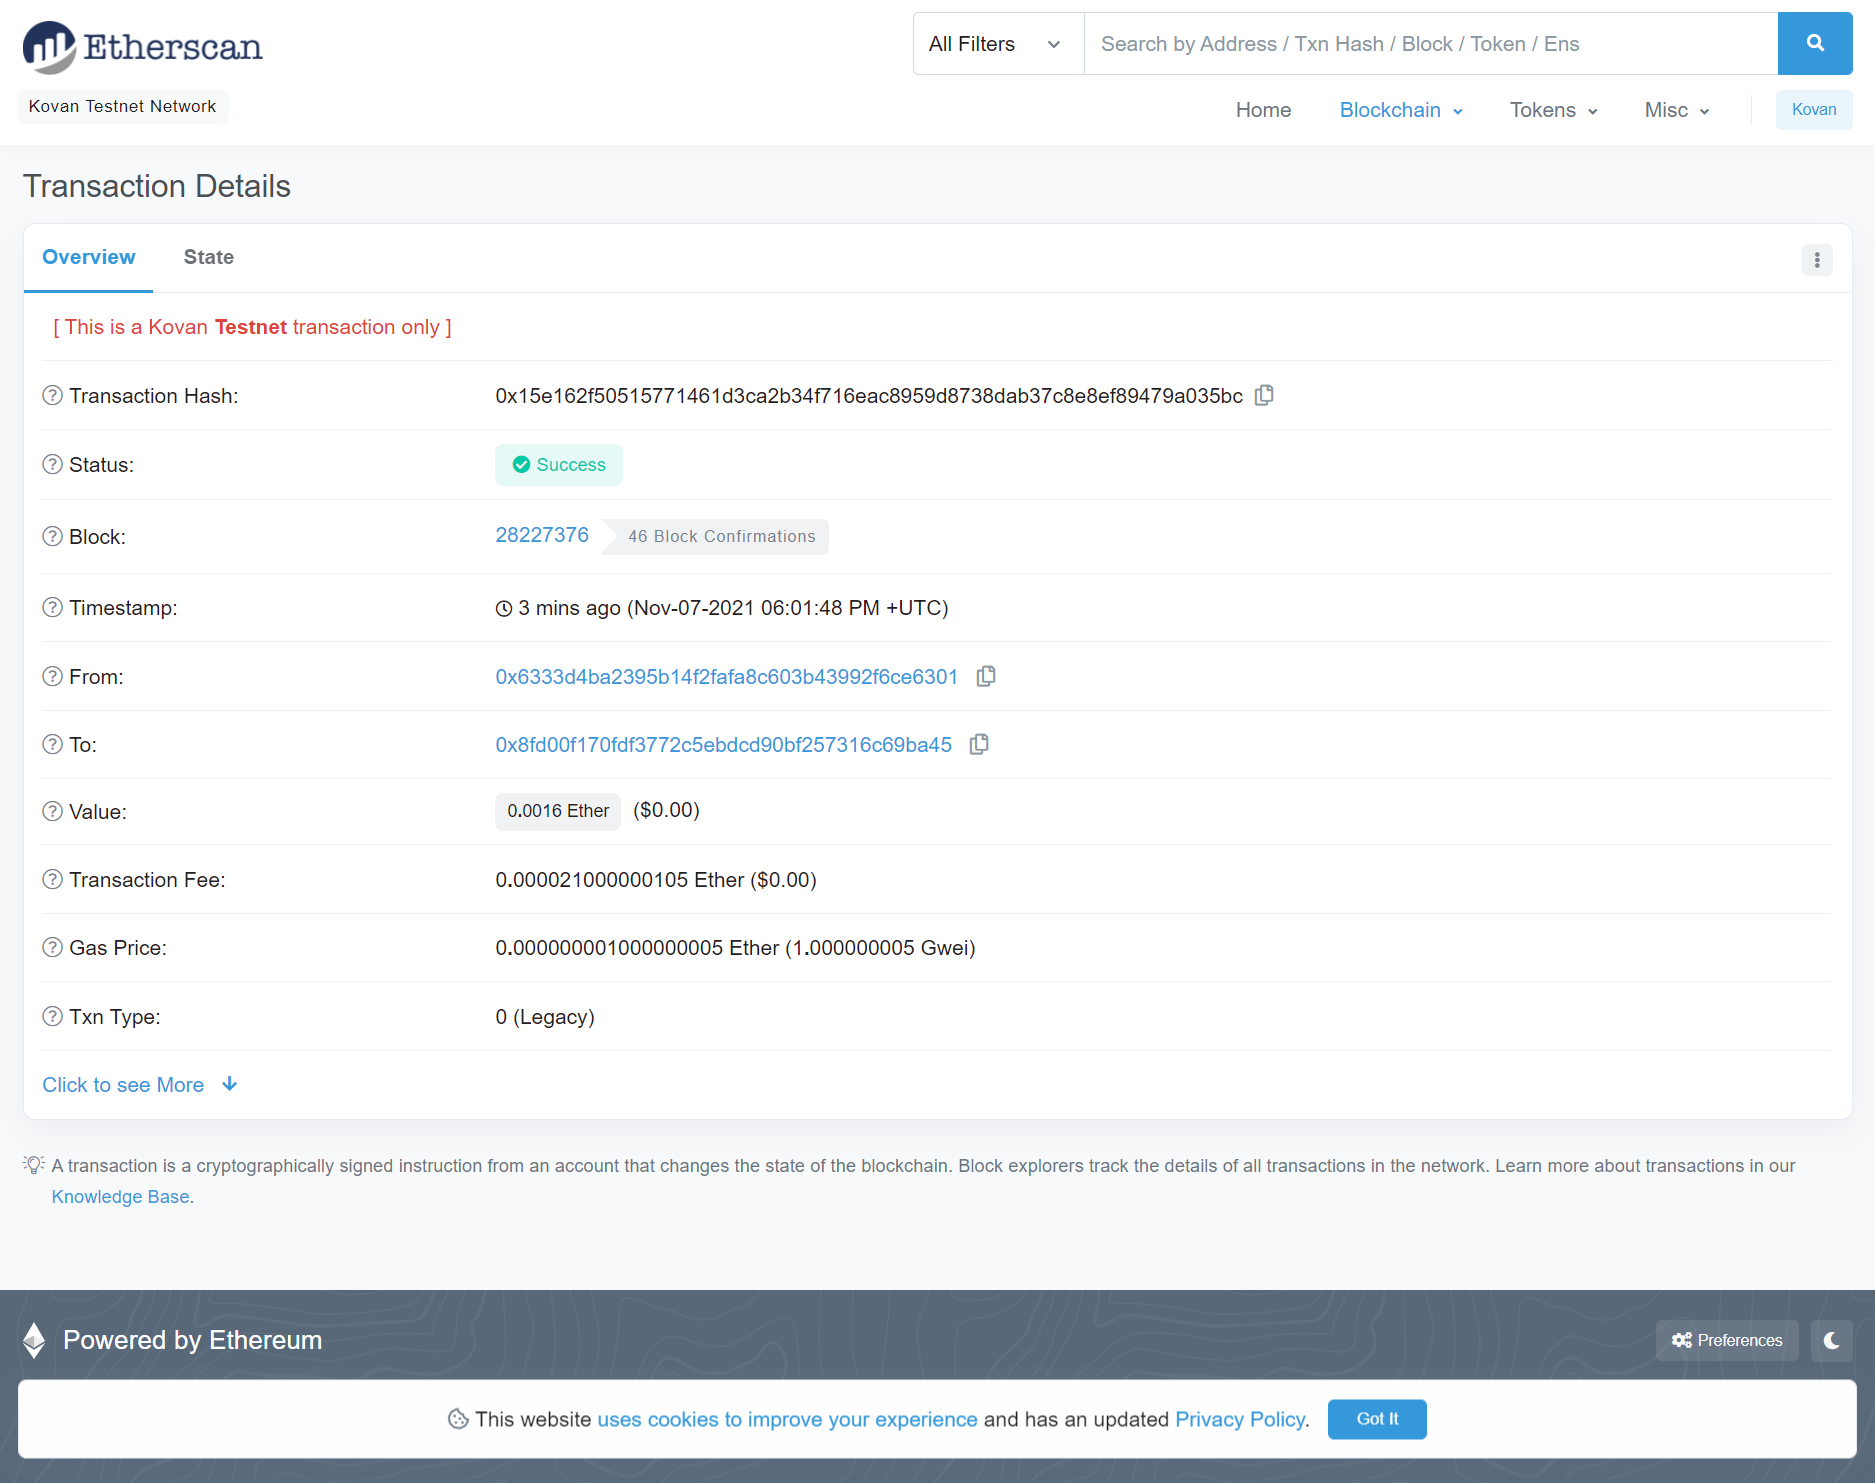 Etherscan
All Filters
Search by Address / Txn Hash / Block / Token / Ens
Kovan Testnet Network
Home
Blockchain
Tokens
Misc
Kovan
Transaction Details
Overview
State
[ This is a Kovan Testnet transaction only ]
Transaction Hash:
0x15e162f50515771461d3ca2b34f716eac8959d8738dab37c8e8ef89479a035bc
Status:
Success
Block:
28227376
46 Block Confirmations
Timestamp:
3 mins ago (Nov-07-2021 06:01:48 PM +UTC)
From:
0x6333d4ba2395b14f2fafa8c603b43992f6ce6301
To:
0x8fd00f170fdf3772c5ebdcd90bf257316c69ba45
Value:
0.0016 Ether ($0.00)
Transaction Fee:
0.000021000000105 Ether ($0.00)
Gas Price:
0.000000001000000005 Ether (1.000000005 Gwei)
Txn Type:
0 (Legacy)
Click to see More
A transaction is a cryptographically signed instruction from an account that changes the state of the blockchain. Block explorers track the details of all transactions in the network. Learn more about transactions in our
Knowledge Base.
Powered by Ethereum
Preferences
This website uses cookies to improve your experience and has an updated Privacy Policy.
Got It